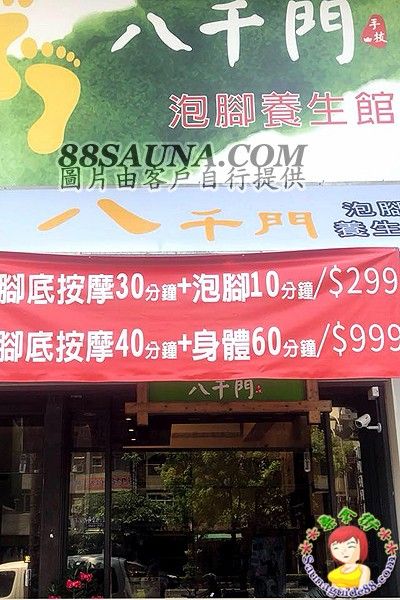 八千門
手技
泡腳養生館
88SAUNA.COM
圖片由客戶自行提供
八千門
泡腳
養生
腳底按摩30分鐘+泡腳10分鐘/$299
腳底按摩40分鐘+身體60分鐘/$999
八千門
Saunaguide88.com